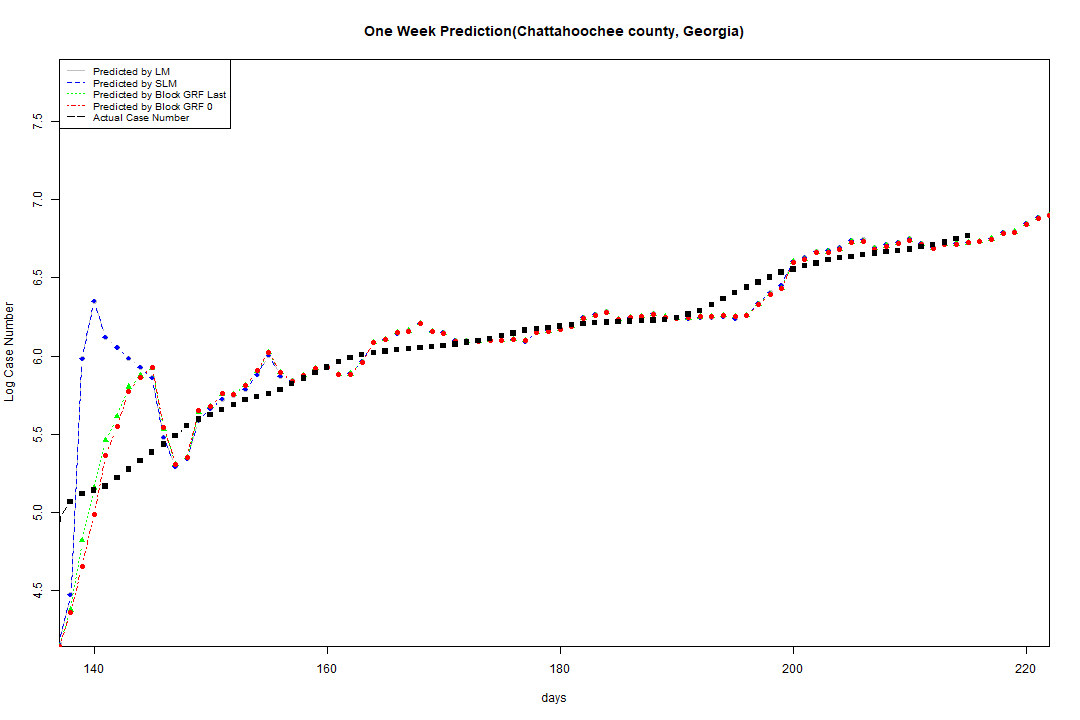 One Week Prediction(Chattahoochee county, Georgia)
Predicted by LM
Predicted by SLM
Predicted by Block GRF Last
Predicted by Block GRF 0
Actual Case Number
7.5
7.0
6.5
6.0
5.5
5.0
4.5
Log Case Number
140 160 180 200 220
days